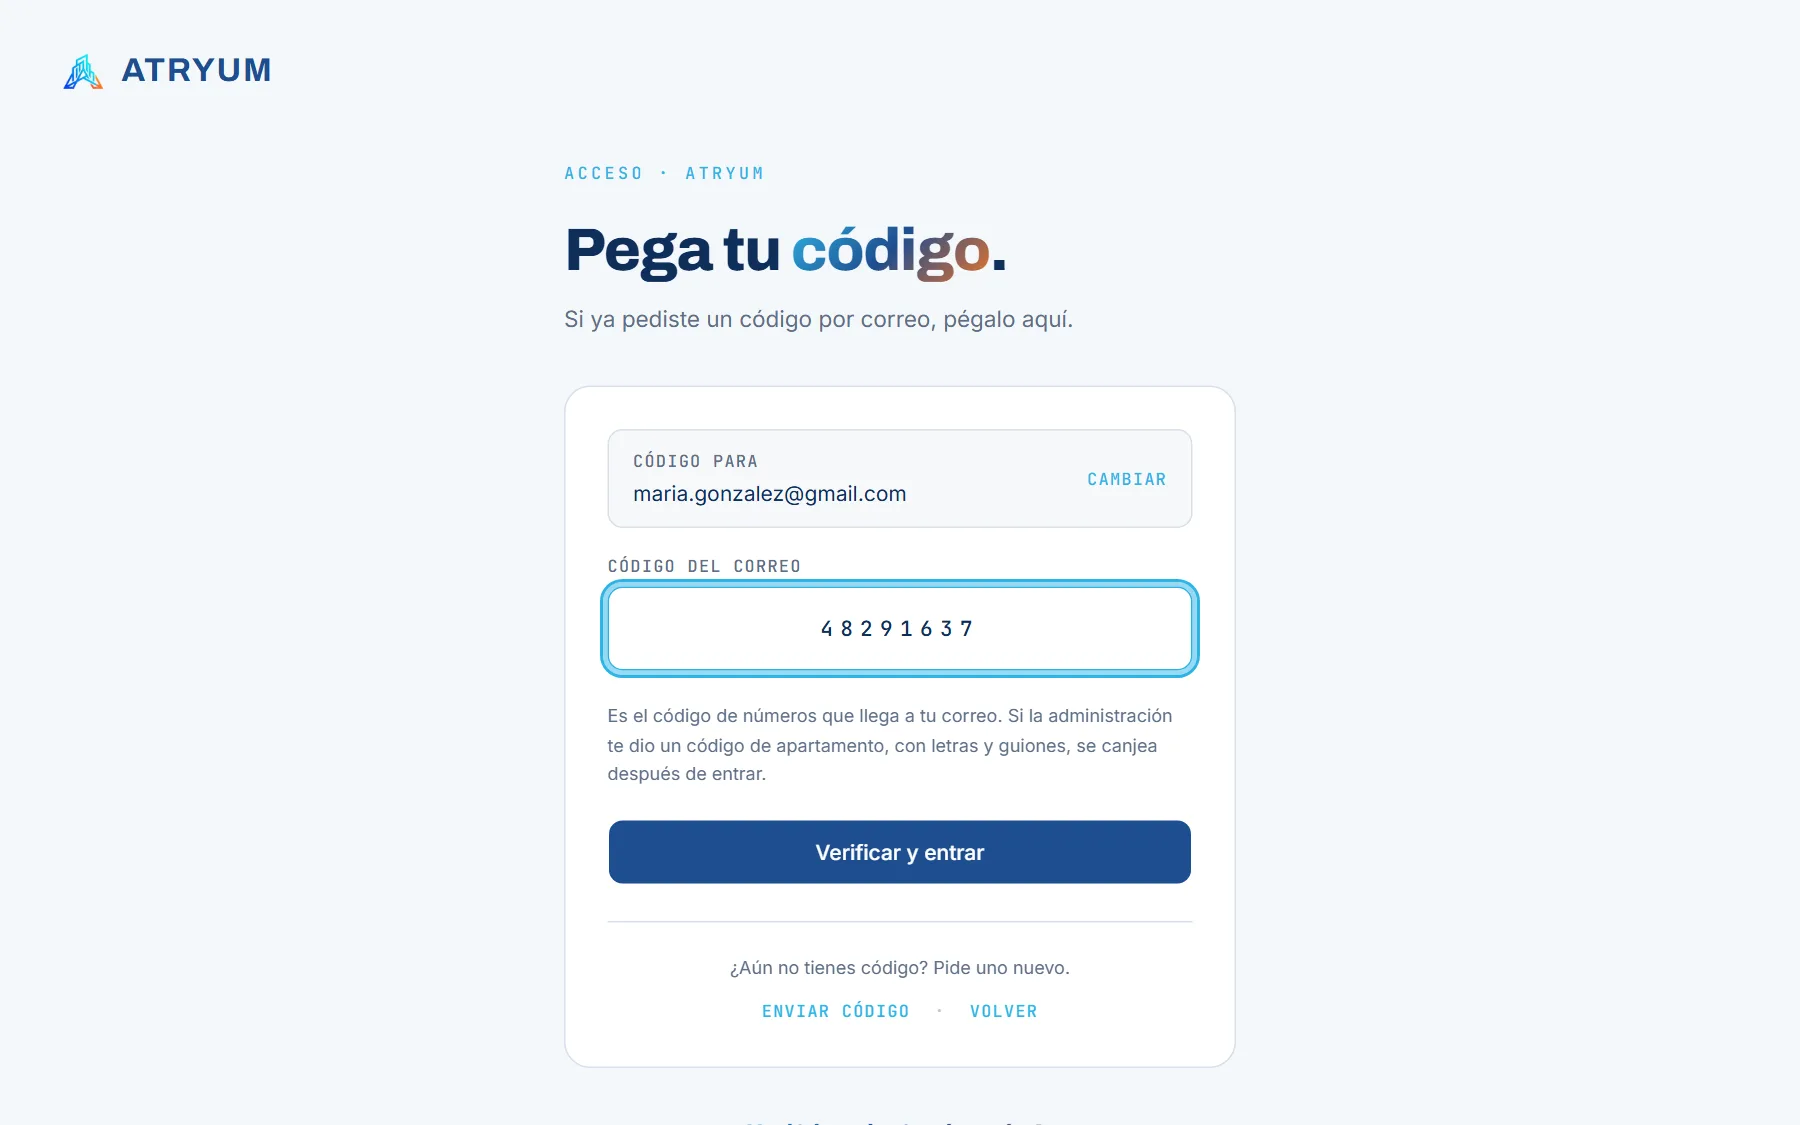 ATRYUM
ACCESO · ATRYUM
Pega tu código.
Si ya pediste un código por correo, pégalo aquí.
CÓDIGO PARA
maria.gonzalez@gmail.com
CAMBIAR
CÓDIGO DEL CORREO
48291637
Es el código de números que llega a tu correo. Si la administración
te dio un código de apartamento, con letras y guiones, se canjea
después de entrar.
Verificar y entrar
¿Aún no tienes código? Pide uno nuevo.
ENVIAR CÓDIGO · VOLVER